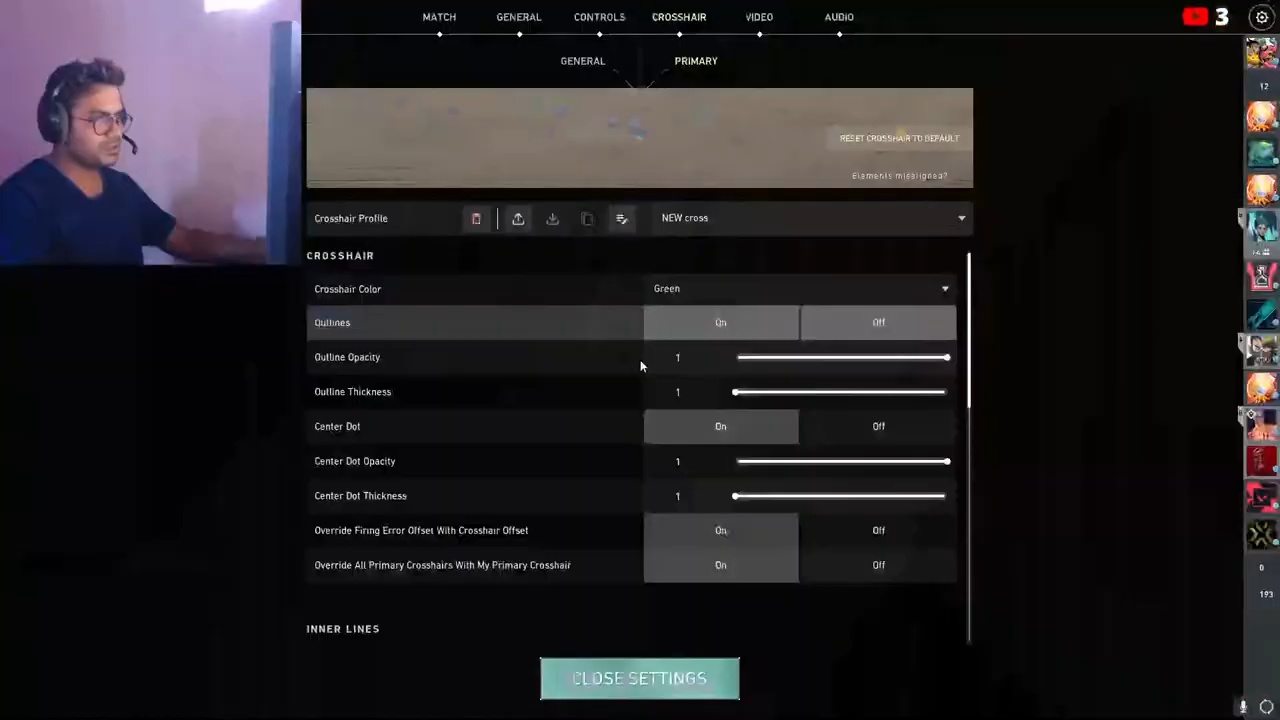 MATCH GENERAL CONTROLS CROSSHAIR VIDEO AUDIO
3
GENERAL PRIMARY
RESET CROSSHAIR TO DEFAULT
Elements misaligned?
Crosshair Profile NEW cross
CROSSHAIR
Crosshair Color Green
Outlines On Off
Outline Opacity 1
Outline Thickness 1
Center Dot On Off
Center Dot Opacity 1
Center Dot Thickness 1
Override Firing Error Offset With Crosshair Offset On Off
Override All Primary Crosshairs With My Primary Crosshair On Off
INNER LINES
CLOSE SETTINGS
12
0
193